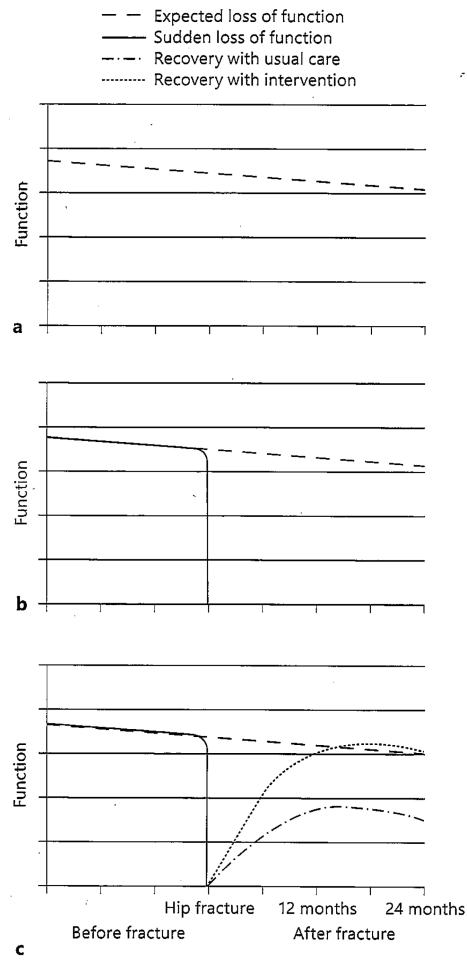 Expected loss of function
Sudden loss of function
Recovery with usual care
Recovery with intervention
Function
a
Function
b
Function
Hip fracture 12 months 24 months
Before fracture After fracture
c